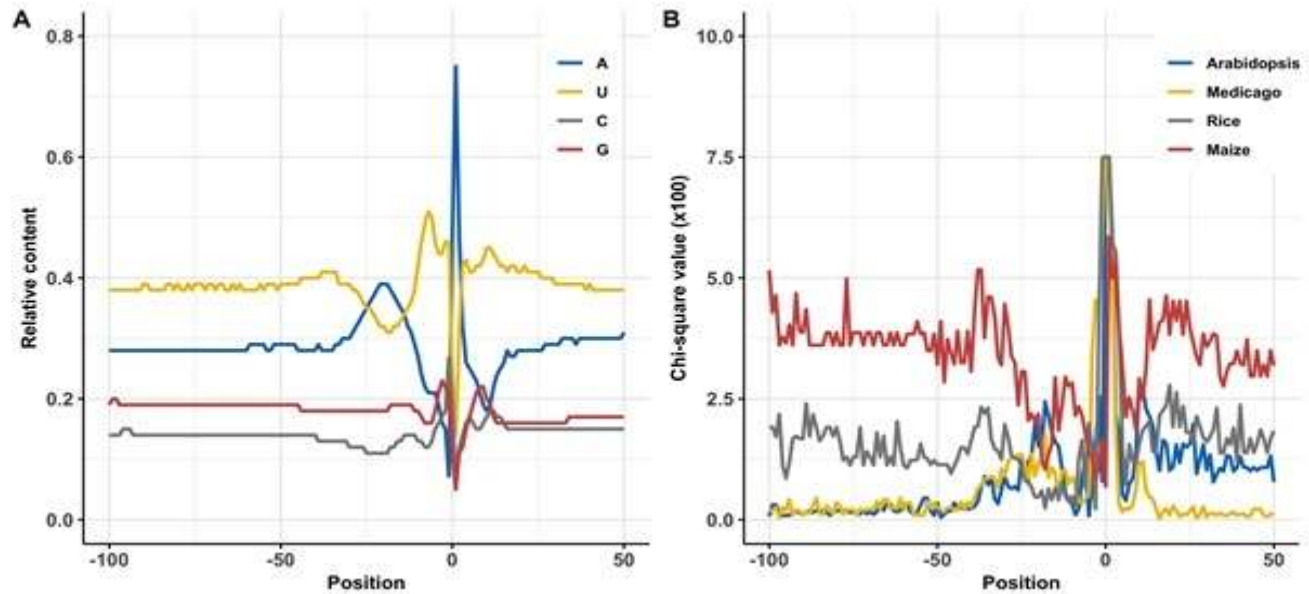 A
0.8
0.6
0.4
0.2
0.0
Relative content
A
U
C
G
-100
-50
0
50
Position
B
10.0
7.5
5.0
2.5
0.0
Chi-square value (x100)
Arabidopsis
Medicago
Rice
Maize
-100
-50
0
50
Position